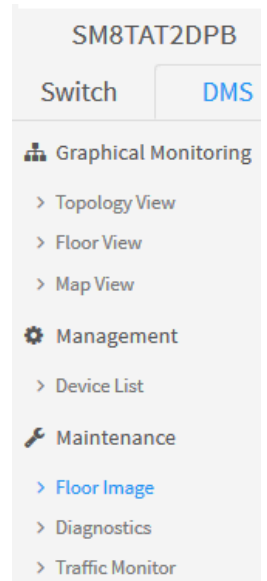 SM8TAT2DPB
Switch DMS
Graphical Monitoring
> Topology View
> Floor View
> Map View
Management
> Device List
Maintenance
> Floor Image
> Diagnostics
> Traffic Monitor